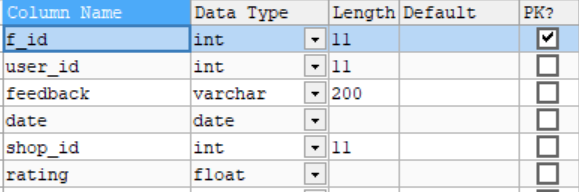 Column Name Data Type Length Default PK?
f_id int 11
user_id int 11
feedback varchar 200
date date
shop_id int 11
rating float